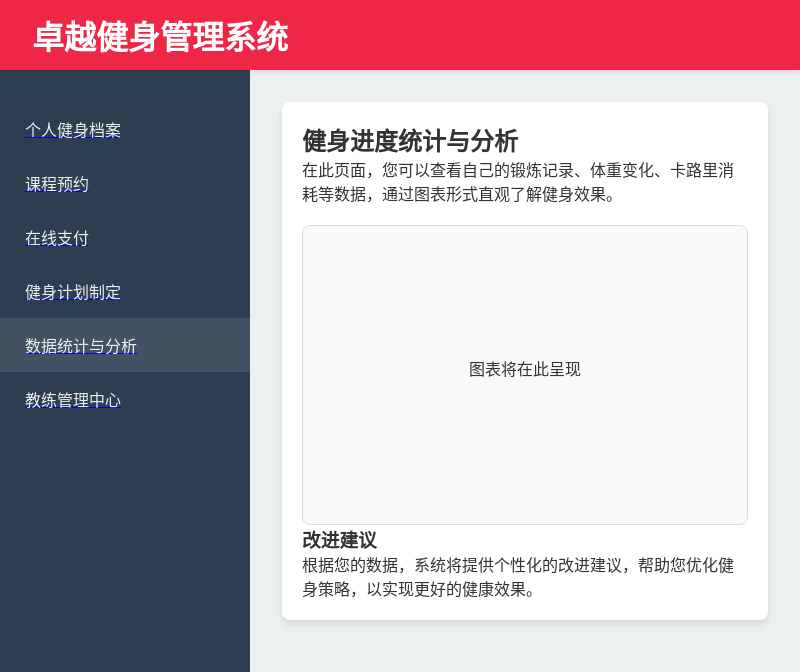 卓越健身管理系统
个人健身档案
课程预约
在线支付
健身计划制定
数据统计与分析
教练管理中心
健身进度统计与分析
在此页面，您可以查看自己的锻炼记录、体重变化、卡路里消
耗等数据，通过图表形式直观了解健身效果。
图表将在此呈现
改进建议
根据您的数据，系统将提供个性化的改进建议，帮助您优化健
身策略，以实现更好的健康效果。